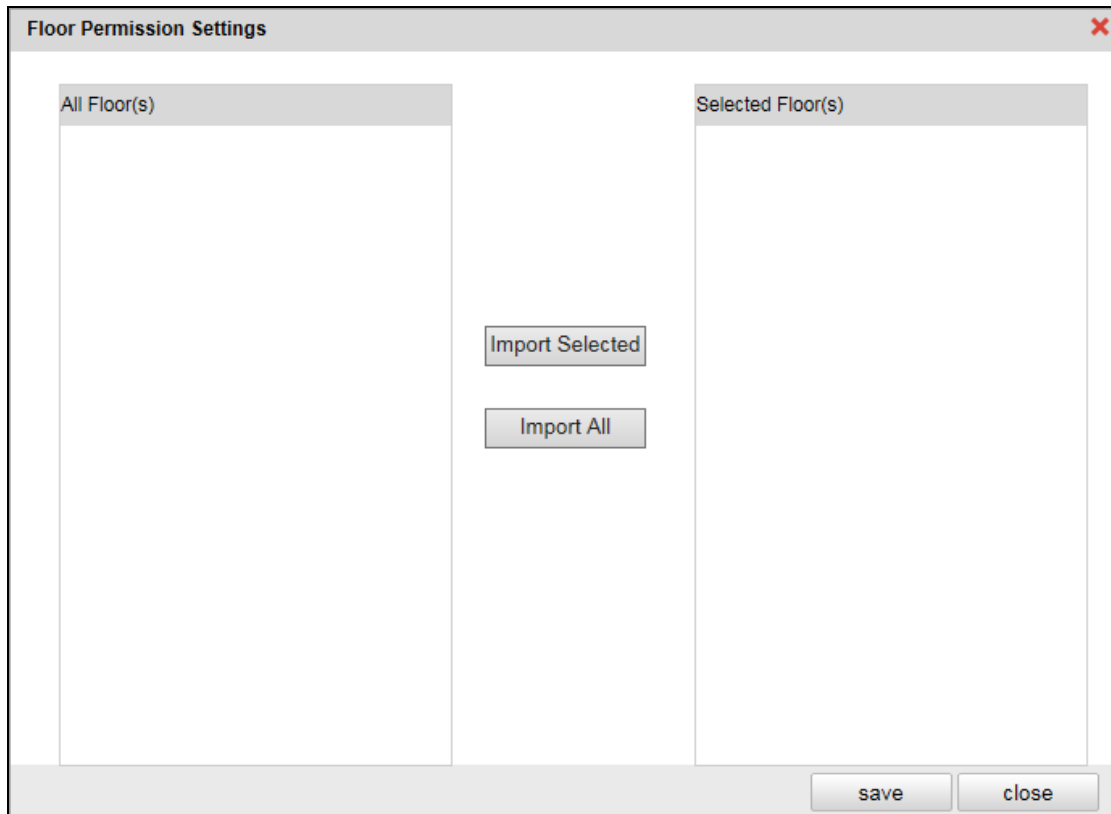 Floor Permission Settings
All Floor(s)
Selected Floor(s)
Import Selected
Import All
save
close